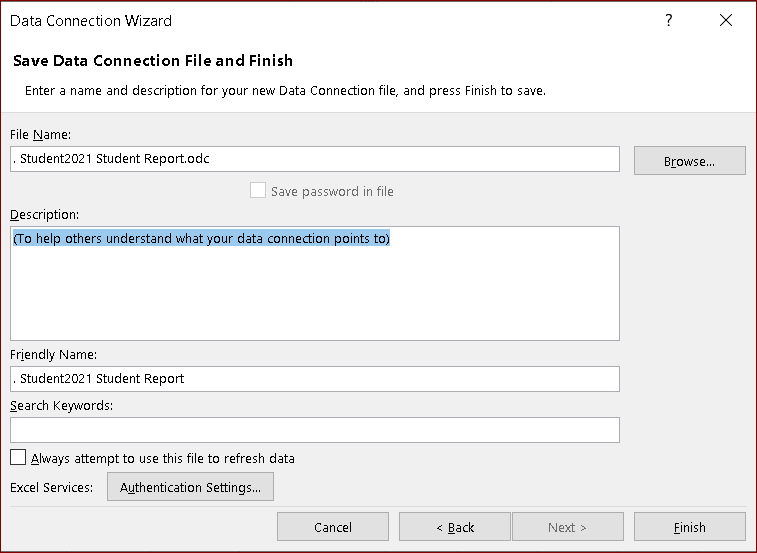 Data Connection Wizard ?
Save Data Connection File and Finish
Enter a name and description for your new Data Connection file, and press Finish to save.
File Name:
. Student2021 Student Report.odc
Browse...
Save password in file
Description:
(To help others understand what your data connection points to)
Friendly Name:
. Student2021 Student Report
Search Keywords:
Always attempt to use this file to refresh data
Excel Services: Authentication Settings...
Cancel < Back Next > Finish